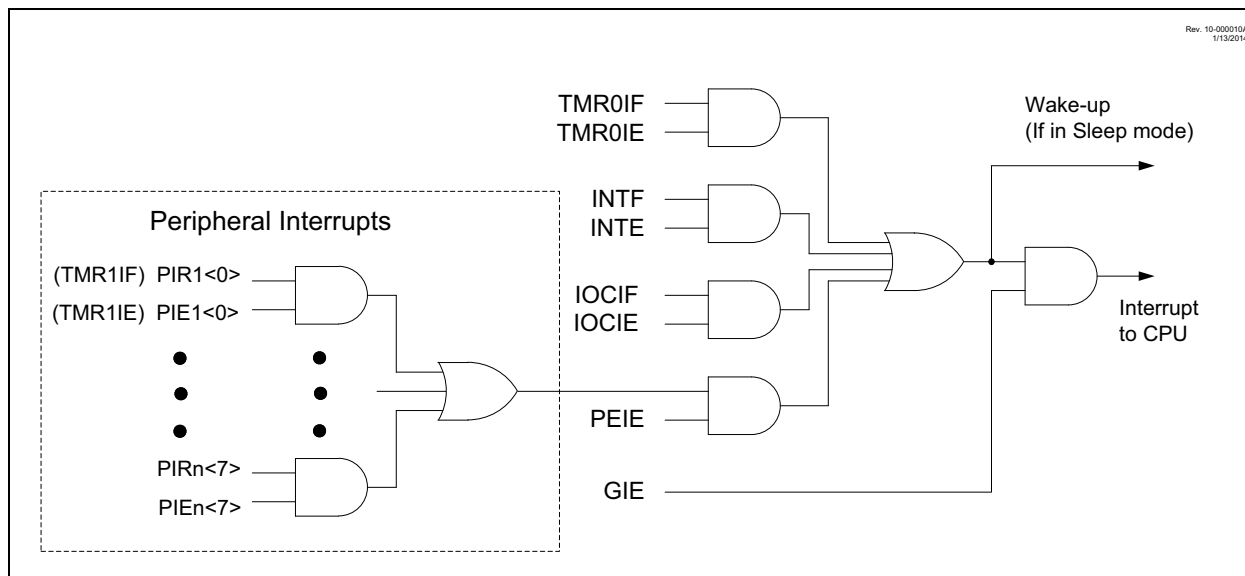 Rev. 10-000010A
1/13/2014
TMR0IF
TMR0IE
Wake-up
(If in Sleep mode)
INTF
INTE
Peripheral Interrupts
(TMR1IF) PIR1<0>
(TMR1IE) PIE1<0>
IOCIF
IOCIE
Interrupt
to CPU
PEIE
PIRn<7>
PIEn<7>
GIE